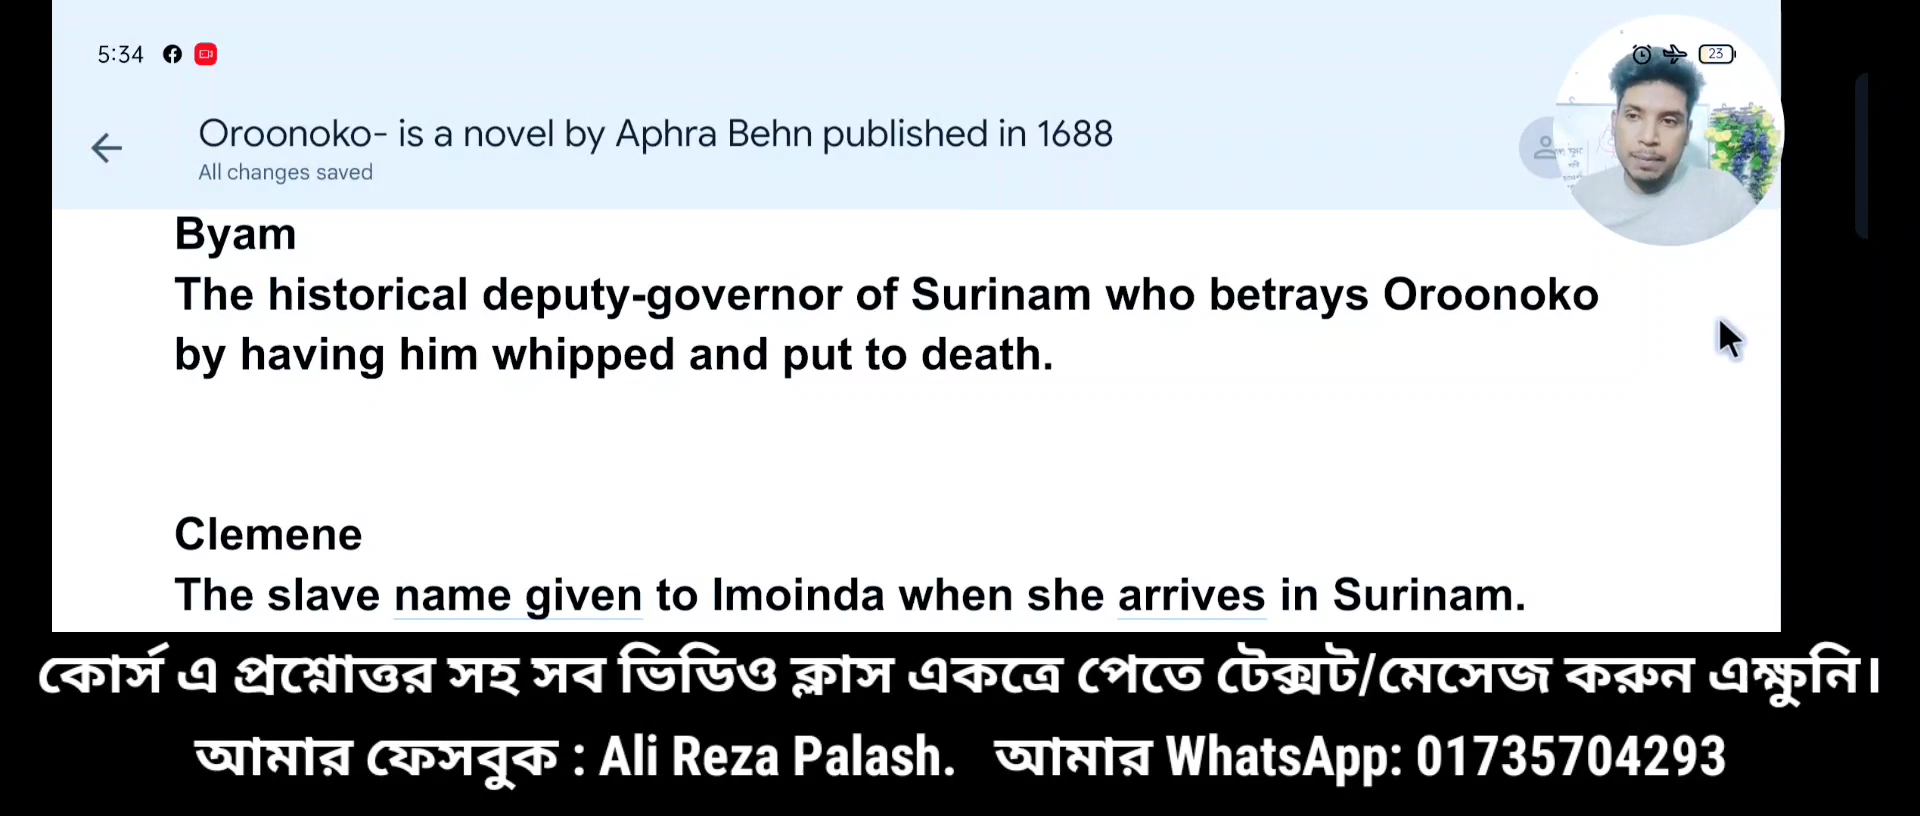 5:34
23
Oroonoko- is a novel by Aphra Behn published in 1688
All changes saved
Byam
The historical deputy-governor of Surinam who betrays Oroonoko
by having him whipped and put to death.
Clemene
The slave name given to Imoinda when she arrives in Surinam.
কোর্স এ প্রশ্নোত্তর সহ সব ভিডিও ক্লাস একত্রে পেতে টেক্সট/মেসেজ করুন এক্ষুনি।
আমার ফেসবুক : Ali Reza Palash. আমার WhatsApp: 01735704293